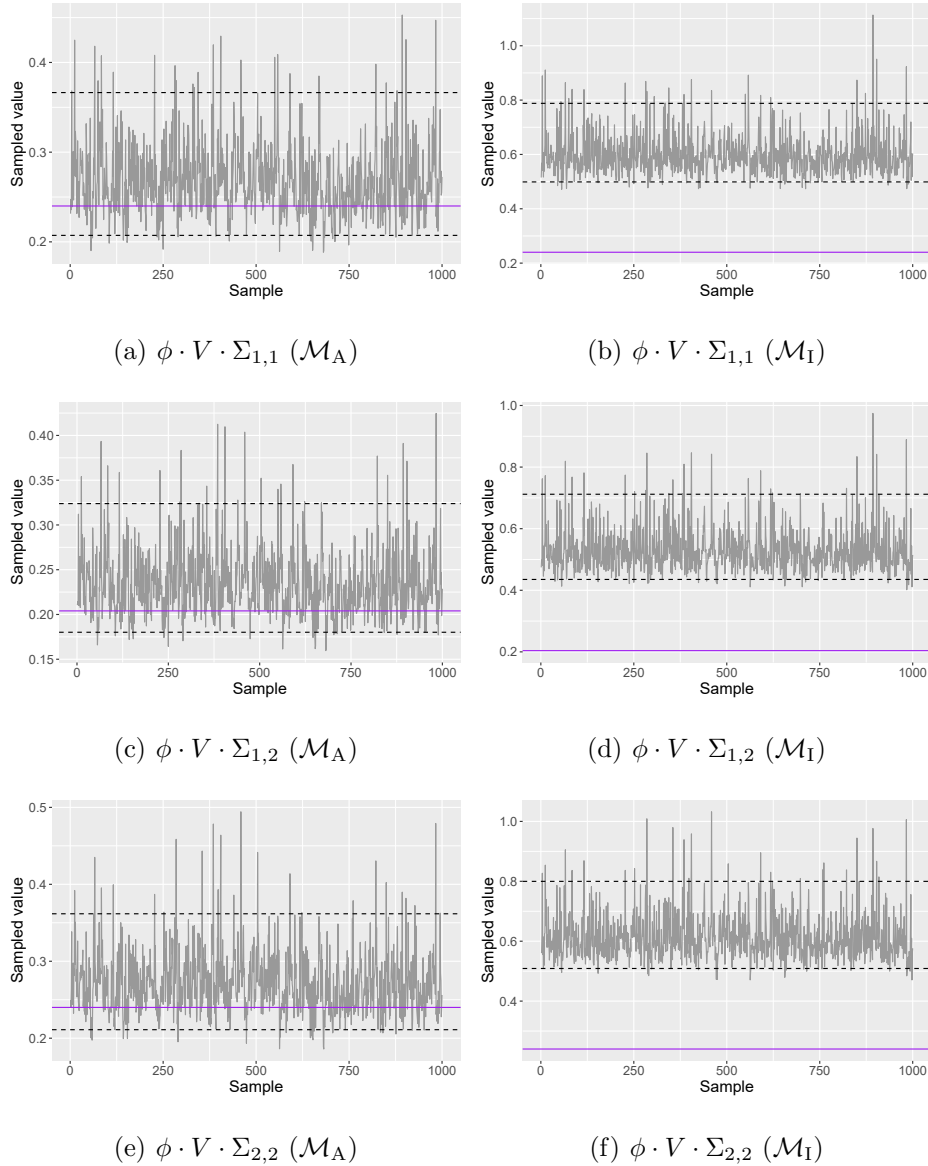 Sampled value
0.4
0.3
0.2
0 250 500 750 1000
Sample
Sampled value
1.0
0.8
0.6
0.4
0.2
0 250 500 750 1000
Sample
(a) ϕ · V · Σ1,1 (ℳA)
(b) ϕ · V · Σ1,1 (ℳI)
Sampled value
0.40
0.35
0.30
0.25
0.20
0.15
0 250 500 750 1000
Sample
Sampled value
1.0
0.8
0.6
0.4
0.2
0 250 500 750 1000
Sample
(c) ϕ · V · Σ1,2 (ℳA)
(d) ϕ · V · Σ1,2 (ℳI)
Sampled value
0.5
0.4
0.3
0.2
0 250 500 750 1000
Sample
Sampled value
1.0
0.8
0.6
0.4
0 250 500 750 1000
Sample
(e) ϕ · V · Σ2,2 (ℳA)
(f) ϕ · V · Σ2,2 (ℳI)